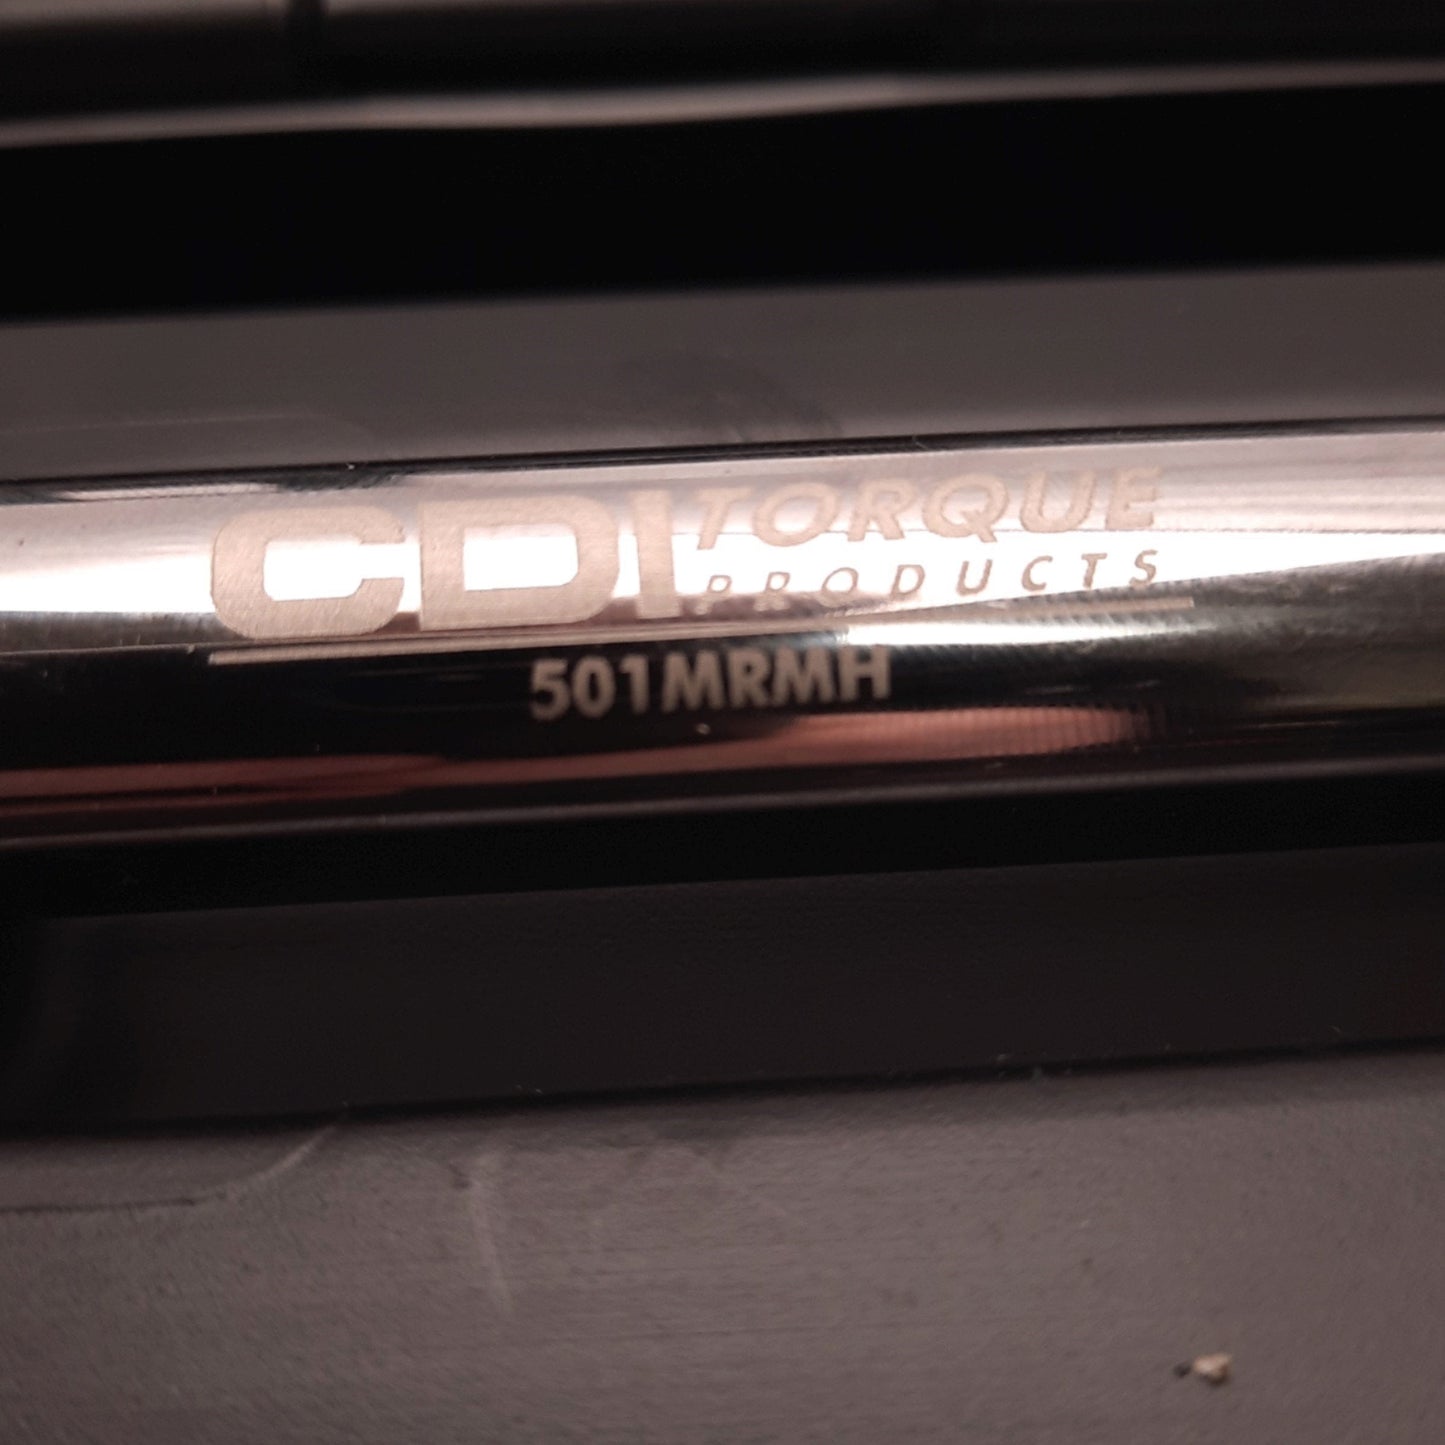 CDI TORQUE
PRODUCTS
501MRMH